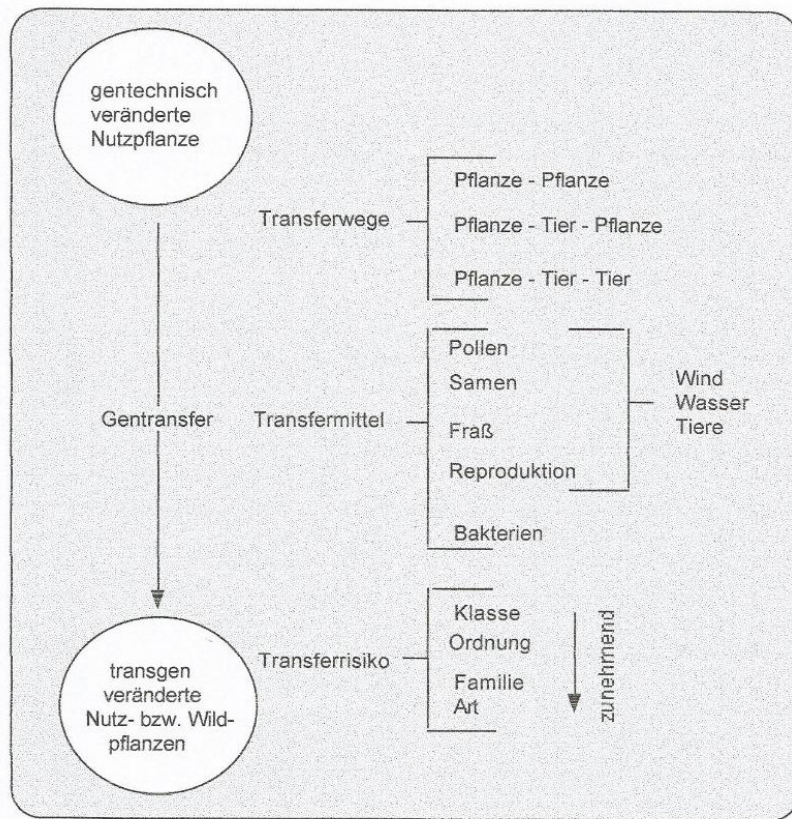 gentechnisch
veränderte
Nutzpflanze
Transferwege
Pflanze - Pflanze
Pflanze - Tier - Pflanze
Pflanze - Tier - Tier
Gentransfer
Transfermittel
Pollen
Samen
Fraß
Reproduktion
Bakterien
Wind
Wasser
Tiere
transgen
veränderte
Nutz- bzw. Wild-
pflanzen
Transferrisiko
Klasse
Ordnung
Familie
Art
zunehmend